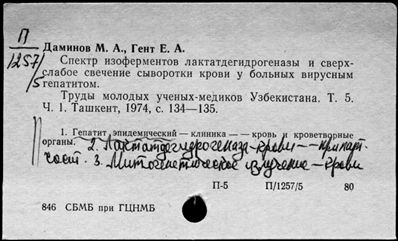 П
1257/5
Даминов М. А., Гент Е. А.
Спектр изоферментов лактатдегидрогеназы и сверх-
слабое свечение сыворотки крови у больных вирусным
гепатитом.
Труды молодых ученых-медиков Узбекистана. Т. 5.
Ч. 1. Ташкент, 1974, с. 134—135.
1. Гепатит эпидемический — клиника — — кровь и кроветворные
органы. 2. Лактатдегидрогеназа — крови —
3. Митогенетическое излучение — крови
П-5 П/1257/5 80
846 СБМБ при ГЦНМБ